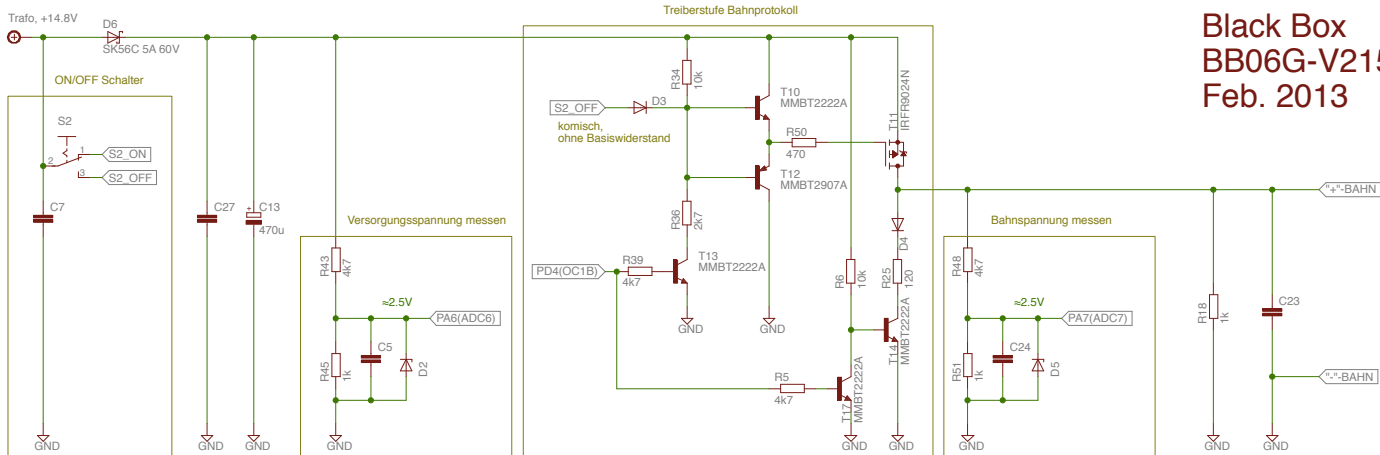 Treiberstufe Bahnprotokoll
Black Box
BB06G-V215
Feb. 2013
Trafo, +14.8V
D6
SK56C 5A 60V
ON/OFF Schalter
S2
1
2
3
S2_ON
S2_OFF
C7
GND
C27
GND
C13
+
470u
GND
Versorgungsspannung messen
R43
4k7
≈2.5V
PA6(ADC6)
R45
1k
C5
D2
GND
R34
10k
S2_OFF
D3
komisch,
ohne Basiswiderstand
T10
MMBT2222A
R50
470
T11
IRFR9024N
T12
MMBT2907A
R36
2k7
T13
MMBT2222A
PD4(OC1B)
R39
4k7
GND
GND
R6
10k
D4
R25
120
T14
MMBT2222A
R5
4k7
T17
MMBT2222A
GND
GND
Bahnspannung messen
R48
4k7
≈2.5V
PA7(ADC7)
R51
1k
C24
D5
GND
R18
1k
GND
C23
GND
"+"-BAHN
"-"-BAHN